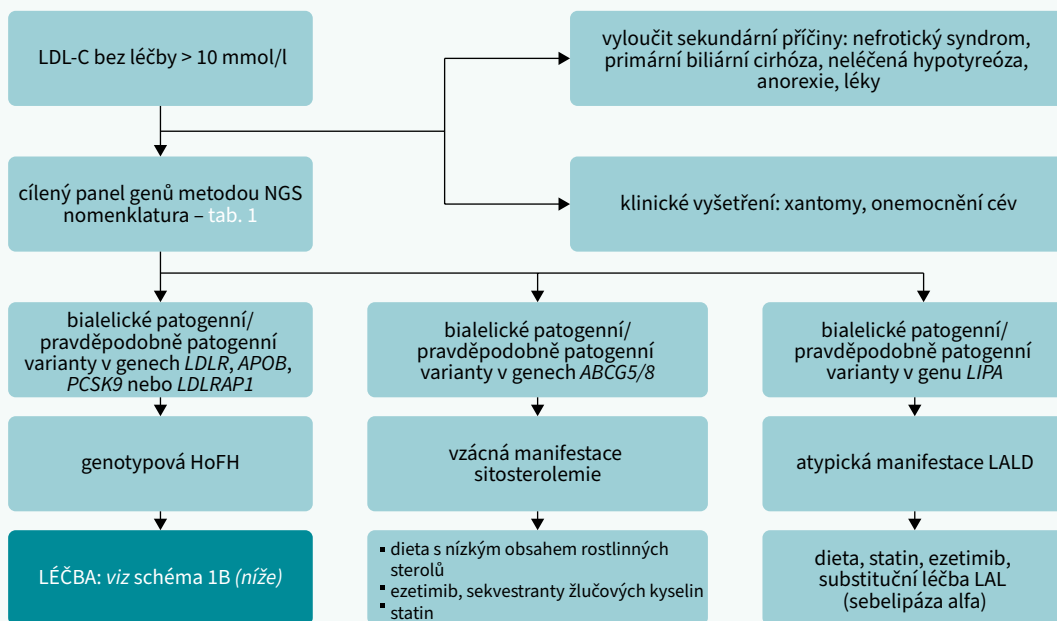 LDL-C bez léčby > 10 mmol/l
vyloučit sekundární příčiny: nefrotický syndrom,
primární biliární cirhóza, neléčená hypotyreóza,
anorexie, léky
cílený panel genů metodou NGS
nomenklatura – tab. 1
klinické vyšetření: xantomy, onemocnění cév
bialelické patogenní/
pravděpodobně patogenní
varianty v genech LDLR, APOB,
PCSK9 nebo LDLRAP1
bialelické patogenní/
pravděpodobně patogenní
varianty v genech ABCG5/8
bialelické patogenní/
pravděpodobně patogenní
varianty v genu LIPA
genotypová HoFH
vzácná manifestace
sitosterolemie
atypická manifestace LALD
LÉČBA: viz schéma 1B (níže)
▪ dieta s nízkým obsahem rostlinných
sterolů
▪ ezetimib, sekvestranty žlučových kyselin
▪ statin
dieta, statin, ezetimib,
substituční léčba LAL
(sebelipáza alfa)